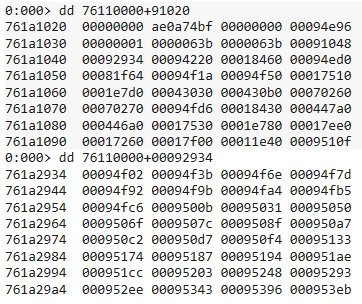 0:000> dd 76110000+91020
761a1020  00000000 ae0a74bf 00000000 00094e96
761a1030  00000001 0000063b 0000063b 00091048
761a1040  00092934 00094220 00018460 00094ed0
761a1050  00081f64 00094f1a 00094f50 00017510
761a1060  0001e7d0 00043030 000430b0 00070260
761a1070  00070270 00094fd6 00018430 000447a0
761a1080  000446a0 00017530 0001e780 00017ee0
761a1090  00017260 00017f00 00011e40 0009510f
0:000> dd 76110000+00092934
761a2934  00094f02 00094f3b 00094f6e 00094f7d
761a2944  00094f92 00094f9b 00094fa4 00094fb5
761a2954  00094fc6 0009500b 00095031 00095050
761a2964  0009506f 0009507c 0009508f 000950a7
761a2974  000950c2 000950d7 000950f4 00095133
761a2984  00095174 00095187 00095194 000951ae
761a2994  000951cc 00095203 00095248 00095293
761a29a4  000952ee 00095343 00095396 000953eb